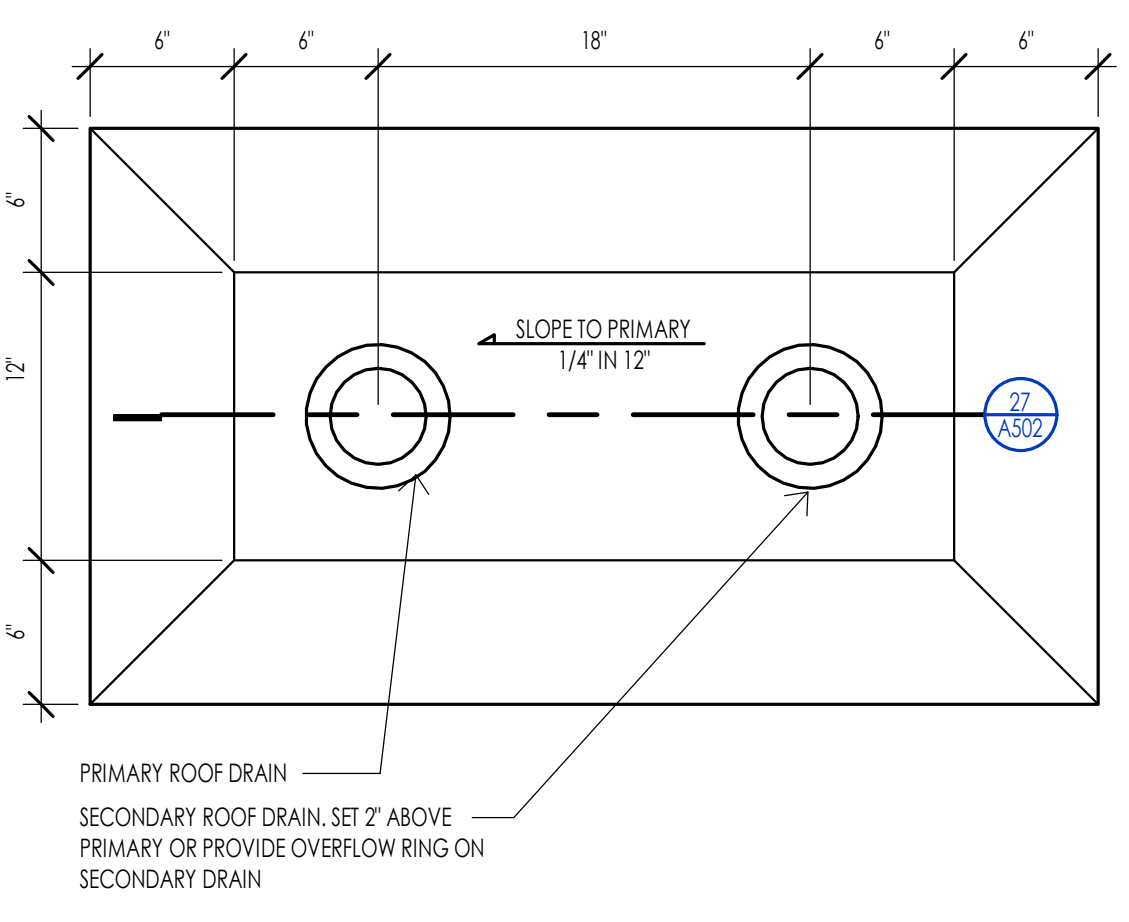 6"
6"
18"
6"
6"
6"
12"
6"
SLOPE TO PRIMARY
1/4" IN 12"
27
A502
PRIMARY ROOF DRAIN
SECONDARY ROOF DRAIN. SET 2" ABOVE
PRIMARY OR PROVIDE OVERFLOW RING ON
SECONDARY DRAIN